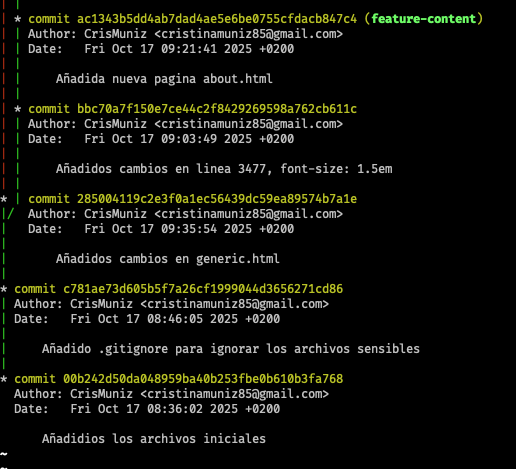 * commit ac1343b5dd4ab7dad4ae5e6be0755cfdacb847c4 (feature-content)
Author: CrisMuniz <cristinamuniz85@gmail.com>
Date:   Fri Oct 17 09:21:41 2025 +0200
Añadida nueva pagina about.html
* commit bbc70a7f150e7ce44c2f8429269598a762cb611c
Author: CrisMuniz <cristinamuniz85@gmail.com>
Date:   Fri Oct 17 09:03:49 2025 +0200
Añadidos cambios en linea 3477, font-size: 1.5em
* commit 285004119c2e3f0a1ec56439dc59ea89574b7a1e
Author: CrisMuniz <cristinamuniz85@gmail.com>
Date:   Fri Oct 17 09:35:54 2025 +0200
Añadidos cambios en generic.html
* commit c781ae73d605b5f7a26cf1999044d3656271cd86
Author: CrisMuniz <cristinamuniz85@gmail.com>
Date:   Fri Oct 17 08:46:05 2025 +0200
Añadido .gitignore para ignorar los archivos sensibles
* commit 00b242d50da048959ba40b253fbe0b610b3fa768
Author: CrisMuniz <cristinamuniz85@gmail.com>
Date:   Fri Oct 17 08:36:02 2025 +0200
Añadidios los archivos iniciales
~
~